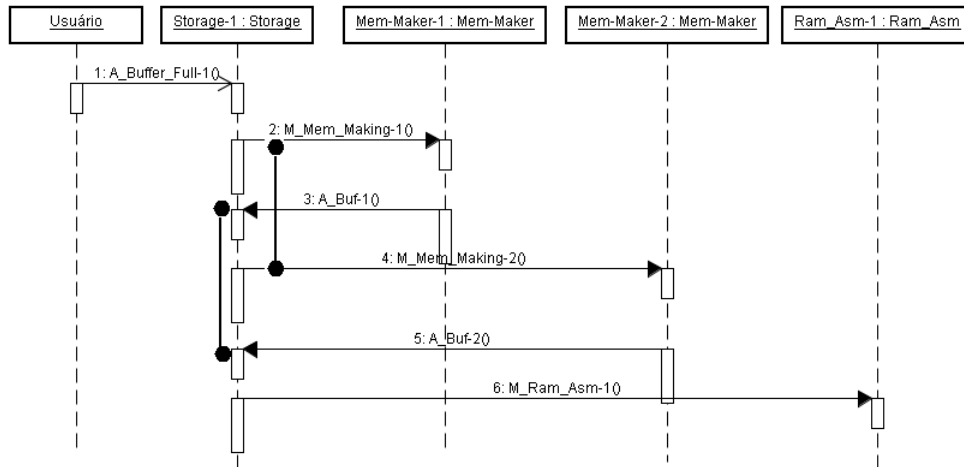 Usuário
Storage-1 : Storage
Mem-Maker-1 : Mem-Maker
Mem-Maker-2 : Mem-Maker
Ram_Asm-1 : Ram_Asm
1: A_Buffer_Full-1()
2: M_Mem_Making-1()
3: A_Buf-1()
4: M_Mem_Making-2()
5: A_Buf-2()
6: M_Ram_Asm-1()